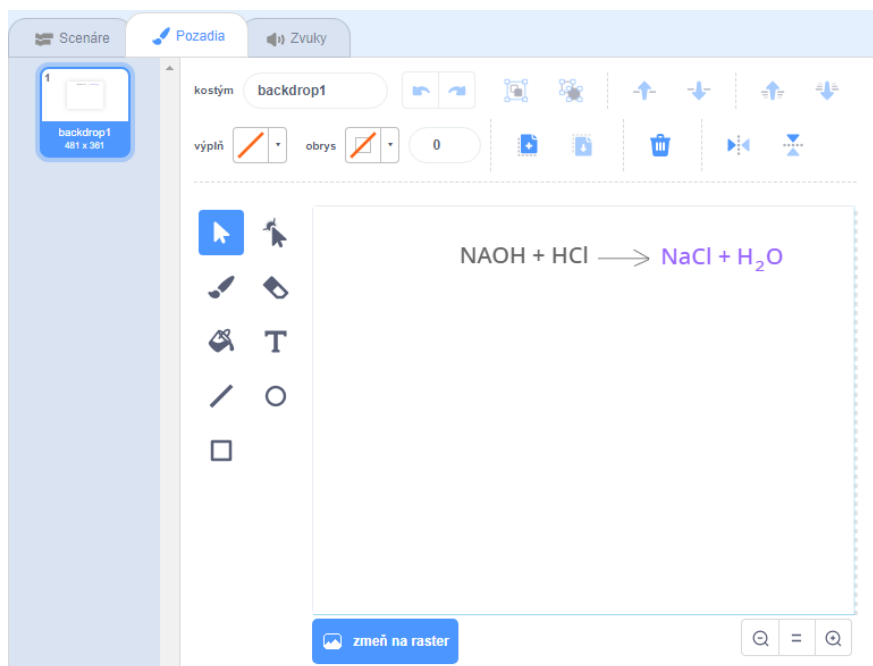 Scenáre Pozadia Zvuky
1
backdrop1
481 x 361
kostým backdrop1
výplň obrys 0
NAOH + HCl ⟶ NaCl + H₂O
zmeň na raster